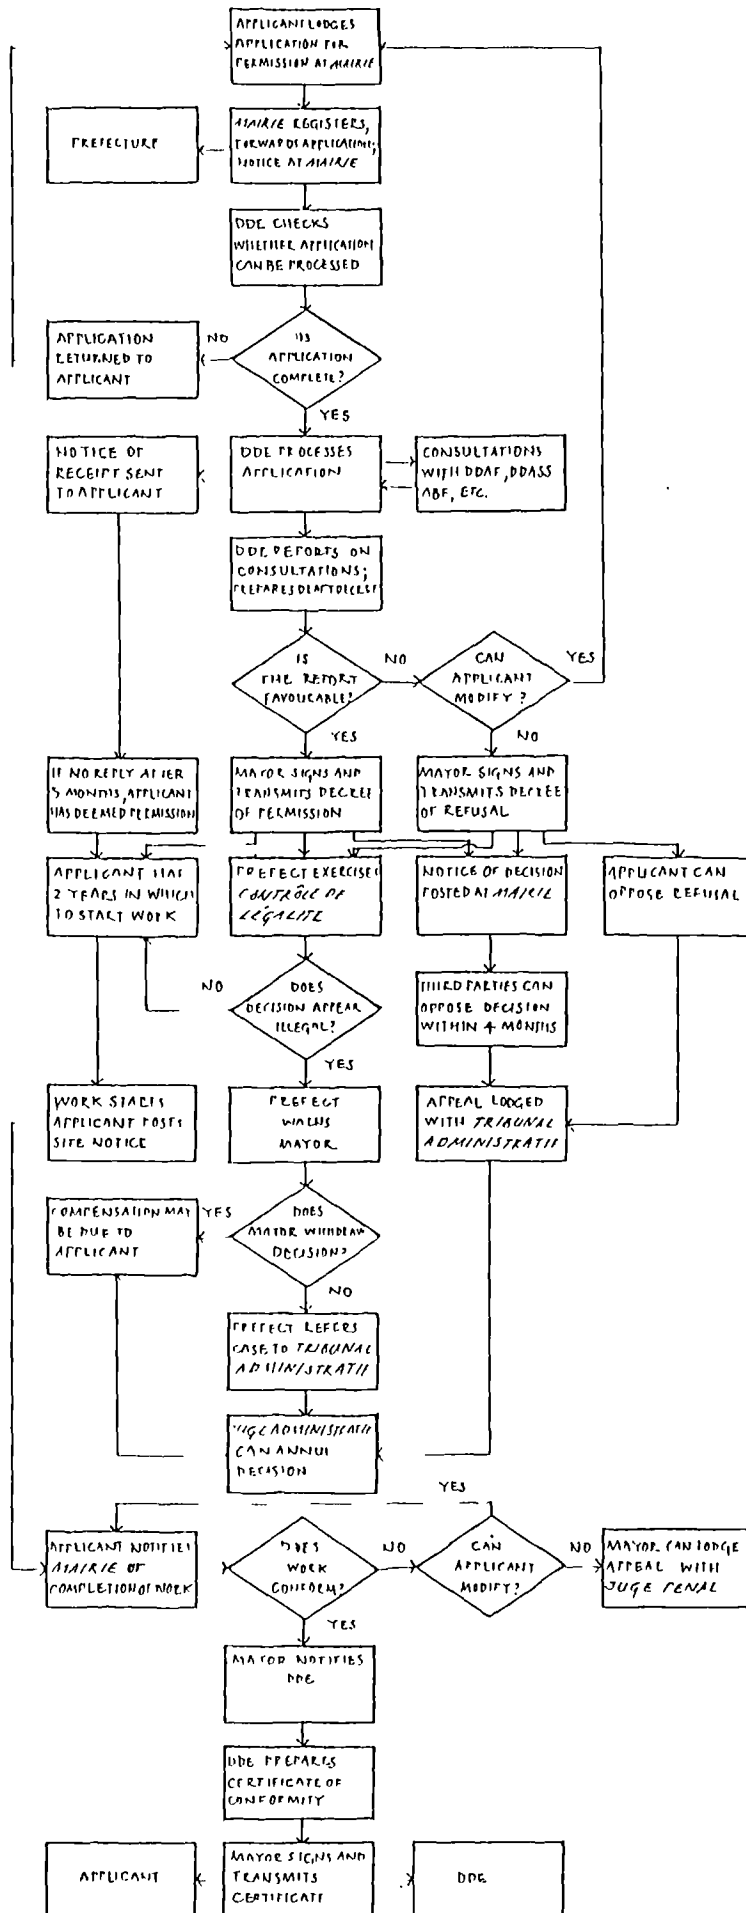 APPLICANT LODGES
APPLICATION FOR
PERMISSION AT MAIRIE
PREFECTURE
MAIRIE REGISTERS,
FORWARDS APPLICATION;
NOTICE AT MAIRIE
DDE CHECKS
WHETHER APPLICATION
CAN BE PROCESSED
APPLICATION
RETURNED TO
APPLICANT
NO
IS
APPLICATION
COMPLETE?
YES
NOTICE OF
RECEIPT SENT
TO APPLICANT
DDE PROCESSES
APPLICATION
CONSULTATIONS
WITH DDAF, DDASS
ABF, ETC.
DDE REPORTS ON
CONSULTATIONS;
PREPARES DRAFT DECREE
IS
THE REPORT
FAVOURABLE?
NO
CAN
APPLICANT
MODIFY?
YES
YES
NO
IF NO REPLY AFTER
MONTHS, APPLICANT
HAS DEEMED PERMISSION
MAYOR SIGNS AND
TRANSMITS DECREE
OF PERMISSION
MAYOR SIGNS AND
TRANSMITS DECREE
OF REFUSAL
APPLICANT HAS
2 YEARS IN WHICH
TO START WORK
PREFECT EXERCISES
CONTRÔLE DE
LÉGALITE
NOTICE OF DECISION
POSTED AT MAIRIE
APPLICANT CAN
OPPOSE REFUSAL
NO
DOES
DECISION APPEAR
ILLEGAL?
YES
THIRD PARTIES CAN
OPPOSE DECISION
WITHIN 4 MONTHS
WORK STARTS
APPLICANT POSTS
SITE NOTICE
PREFECT
WARNS
MAYOR
APPEAL LODGED
WITH TRIBUNAL
ADMINISTRATIF
COMPENSATION MAY
BE DUE TO
APPLICANT
YES
DOES
MAYOR WITHDRAW
DECISION?
NO
PREFECT REFERS
CASE TO TRIBUNAL
ADMINISTRATIF
JUGE ADMINISTRATIF
CAN ANNUL
DECISION
YES
APPLICANT NOTIFIES
MAIRIE OF
COMPLETION OF WORK
DOES
WORK
CONFORM?
NO
CAN
APPLICANT
MODIFY?
NO
MAYOR CAN LODGE
APPEAL WITH
JUGE PENAL
YES
MAYOR NOTIFIES
DDE
DDE PREPARES
CERTIFICATE OF
CONFORMITY
APPLICANT
MAYOR SIGNS AND
TRANSMITS
CERTIFICATE
DDE